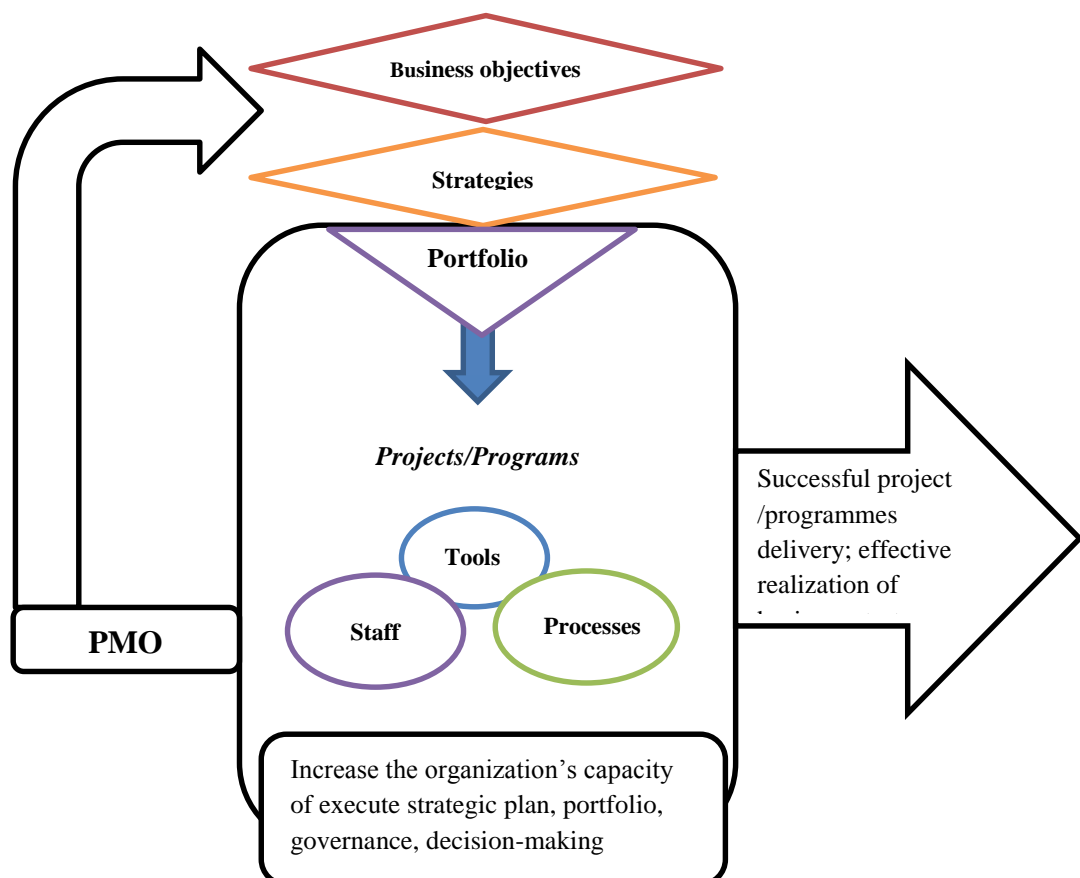 Business objectives
Strategies
Portfolio
Projects/Programs
Tools
Staff
Processes
PMO
Successful project
/programmes
delivery; effective
realization of
Increase the organization's capacity
of execute strategic plan, portfolio,
governance, decision-making